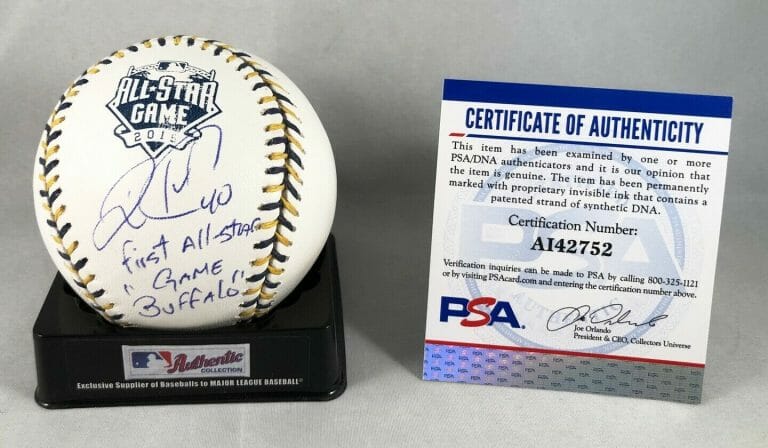 ALL-STAR
GAME
40
first All-Star
"GAME
BUFFALO"
Authentic
COLLECTION
Exclusive Supplier of Baseballs to MAJOR LEAGUE BASEBALL®
CERTIFICATE OF AUTHENTICITY
This item has been examined by one or more
PSA/DNA authenticators and it is our opinion that
the item is genuine. The item has been permanently
marked with proprietary invisible ink that contains a
patented strand of synthetic DNA.
Certification Number:
AI42752
Verification inquiries can be made to PSA by calling 800-325-1121
or by visiting PSAcard.com and entering the certification number above.
PSA.
Joe Orlando
President & CEO, Collectors Universe